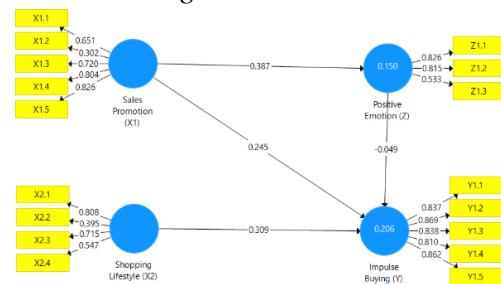 X1.1
X1.2
X1.3
X1.4
X1.5
0.651
0.302
0.720
0.804
0.826
Sales
Promotion
(X1)
0.387
0.150
Positive
Emotion (Z)
0.826
0.815
0.533
Z1.1
Z1.2
Z1.3
0.245
-0.049
X2.1
X2.2
X2.3
X2.4
0.808
0.395
0.715
0.547
Shopping
Lifestyle (X2)
0.309
0.206
Impulse
Buying (Y)
0.837
0.869
0.838
0.810
0.862
Y1.1
Y1.2
Y1.3
Y1.4
Y1.5